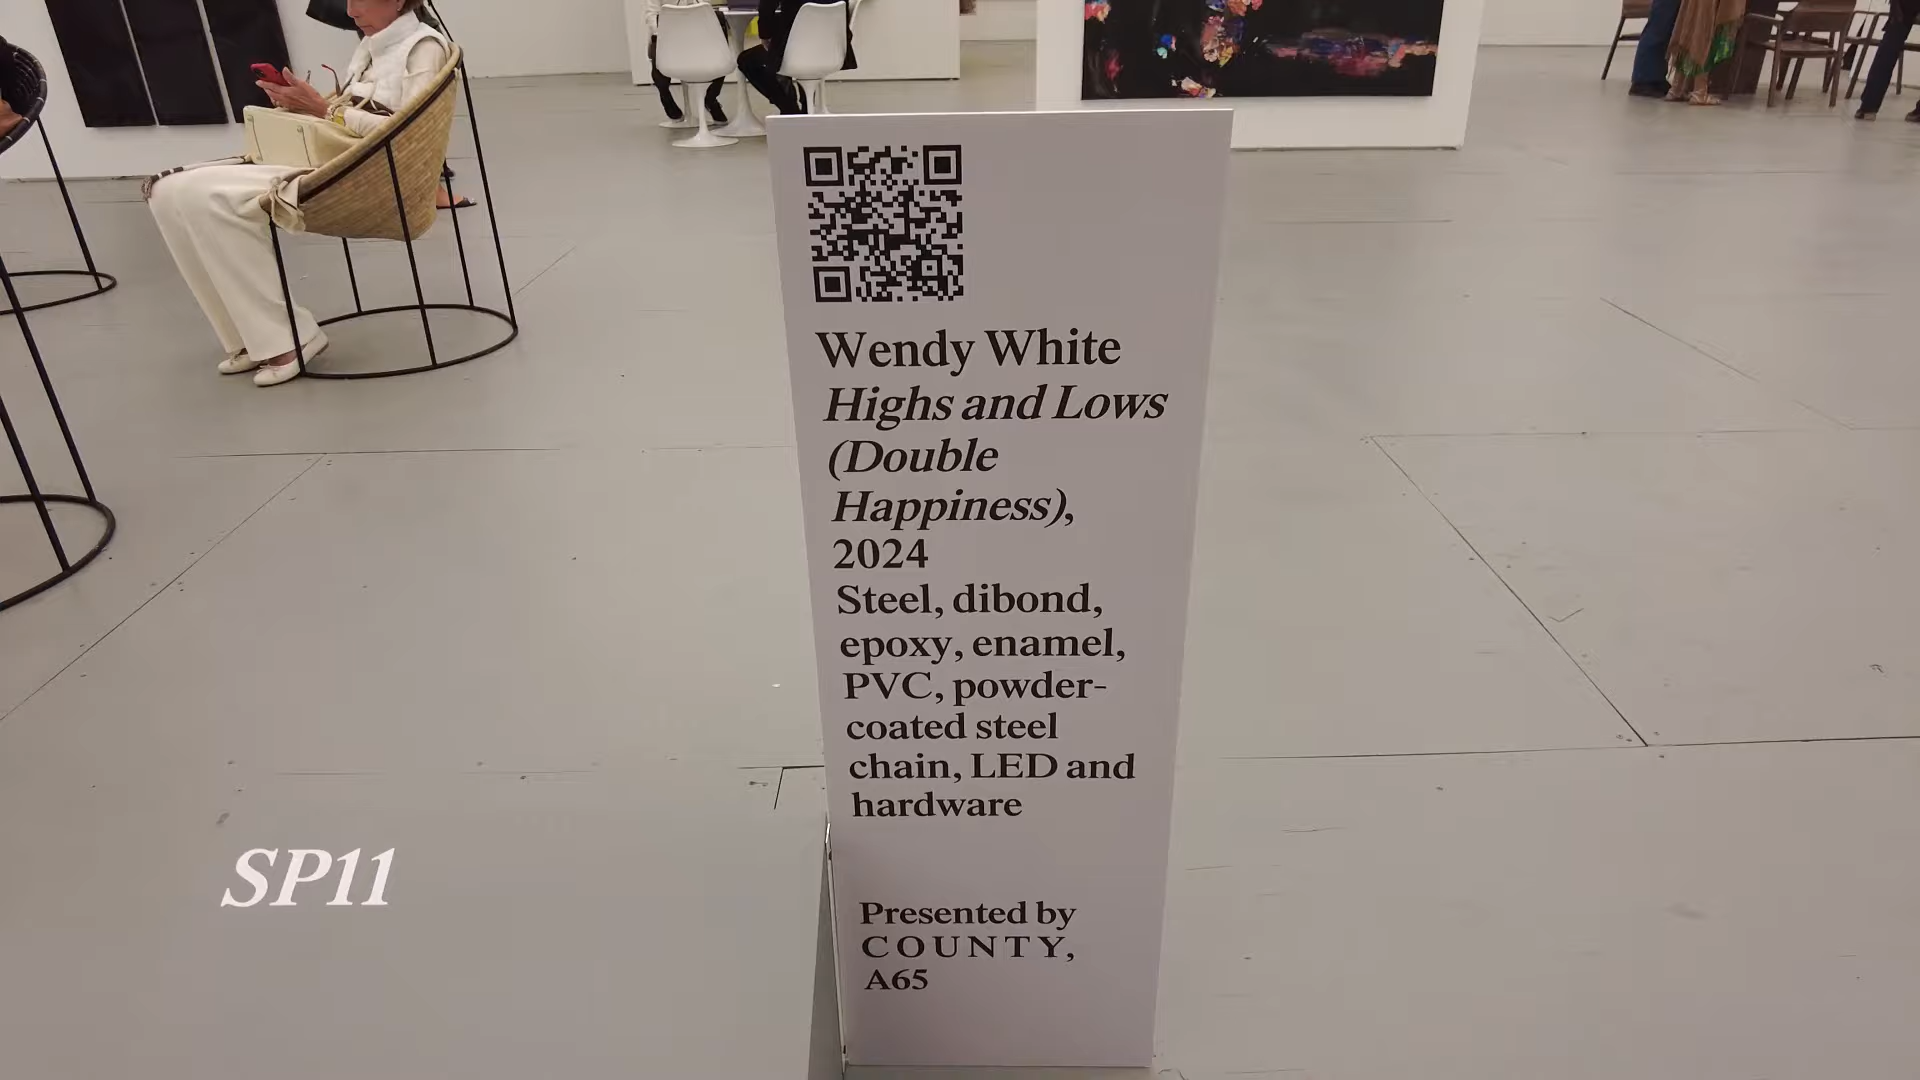 Wendy White
Highs and Lows
(Double
Happiness),
2024
Steel, dibond,
epoxy, enamel,
PVC, powder-
coated steel
chain, LED and
hardware
Presented by
COUNTY,
A65
SP11